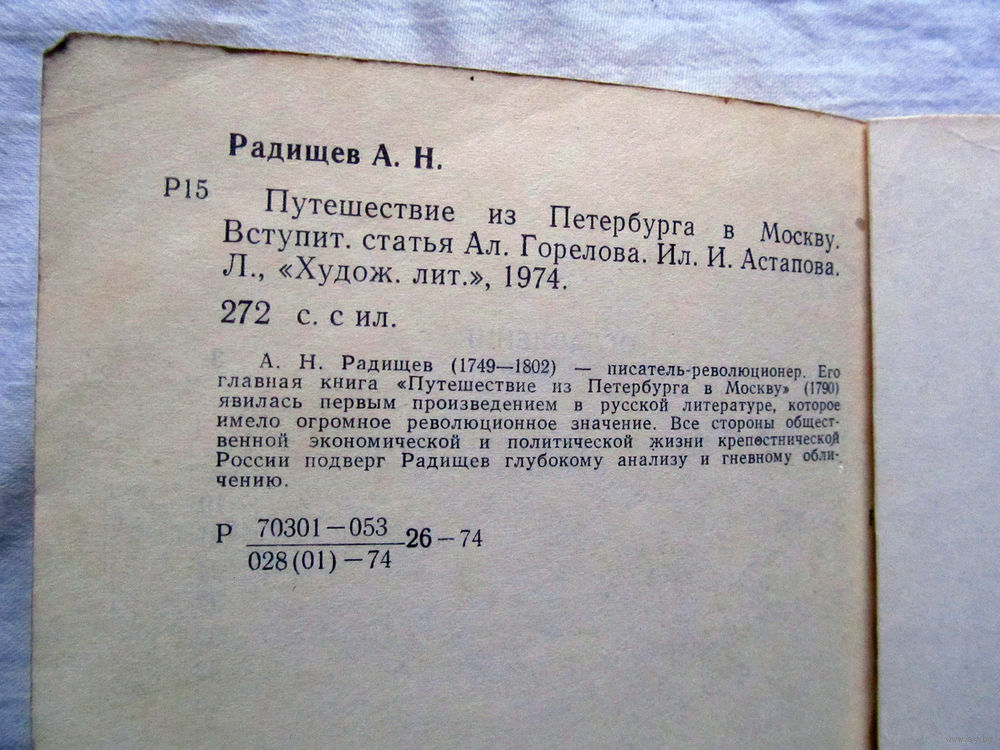 Радищев А. Н.
Р15
Путешествие из Петербурга в Москву.
Вступит. статья Ал. Горелова. Ил. И. Астапова.
Л., «Худож. лит.», 1974.
272 с. с ил.
А. Н. Радищев (1749—1802) — писатель-революционер. Его
главная книга «Путешествие из Петербурга в Москву» (1790)
явилась первым произведением в русской литературе, которое
имело огромное революционное значение. Все стороны общест-
венной экономической и политической жизни крепостнической
России подверг Радищев глубокому анализу и гневному обли-
чению.
Р 70301—053 26—74
028(01)—74